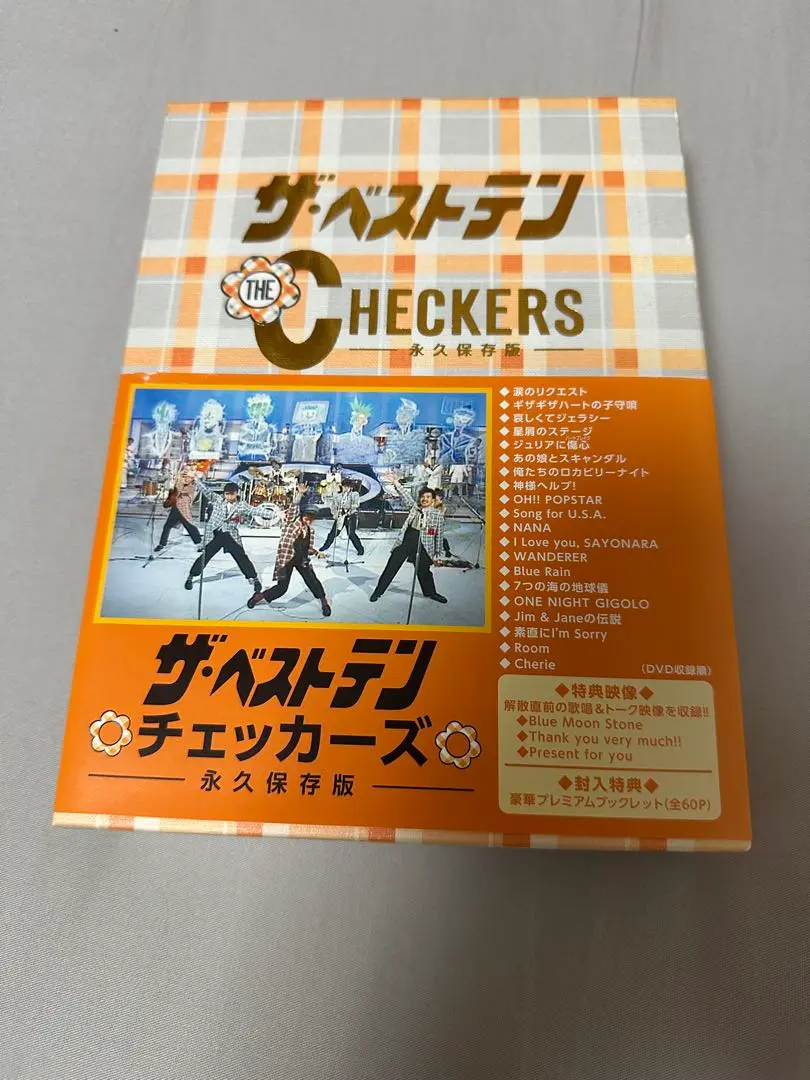 ザ・ベストテン
THE CHECKERS
永久保存版
◆涙のリクエスト
◆ギザギザハートの子守唄
◆哀しくてジェラシー
◆星屑のステージ
◆ジュリアに傷心
◆あの娘とスキャンダル
◆俺たちのロカビリーナイト
◆神様ヘルプ!
◆OH!! POPSTAR
◆Song for U.S.A.
◆NANA
◆I Love you, SAYONARA
◆WANDERER
◆Blue Rain
◆7つの海の地球儀
◆ONE NIGHT GIGOLO
◆Jim & Janeの伝説
◆素直にI'm Sorry
◆Room
◆Cherie
(DVD収録順)
ザ・ベストテン
チェッカーズ
永久保存版
◆特典映像◆
解散直前の歌唱&トーク映像を収録!!
◆Blue Moon Stone
◆Thank you very much!!
◆Present for you
◆封入特典◆
豪華プレミアムブックレット(全60P)